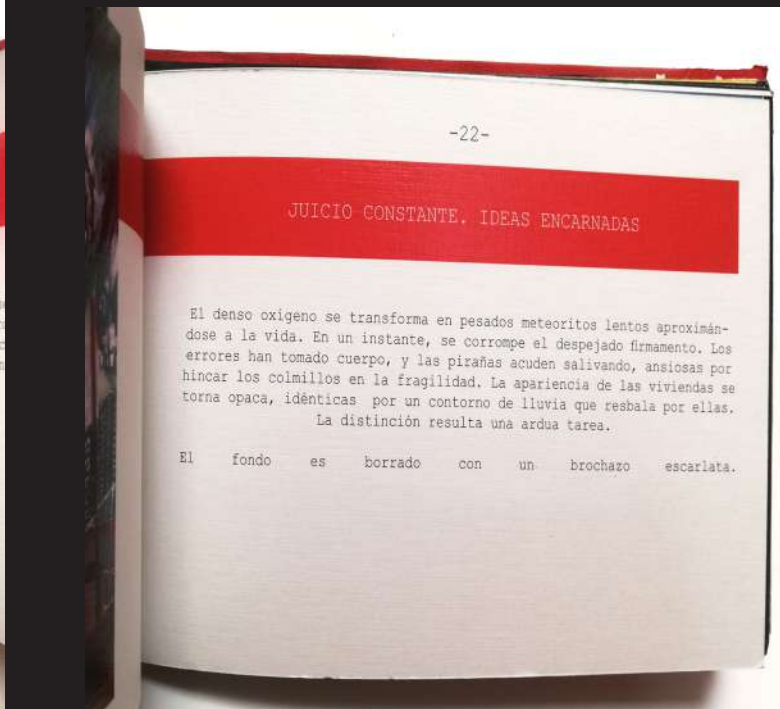 -22-
JUICIO CONSTANTE. IDEAS ENCARNADAS
El denso oxígeno se transforma en pesados meteoritos lentos aproximán-
dose a la vida. En un instante, se corrompe el despejado firmamento. Los
errores han tomado cuerpo, y las pirañas acuden salivando, ansiosas por
hincar los colmillos en la fragilidad. La apariencia de las viviendas se
torna opaca, idénticas por un contorno de lluvia que resbala por ellas.
La distinción resulta una ardua tarea.
El fondo es borrado con un brochazo escarlata.